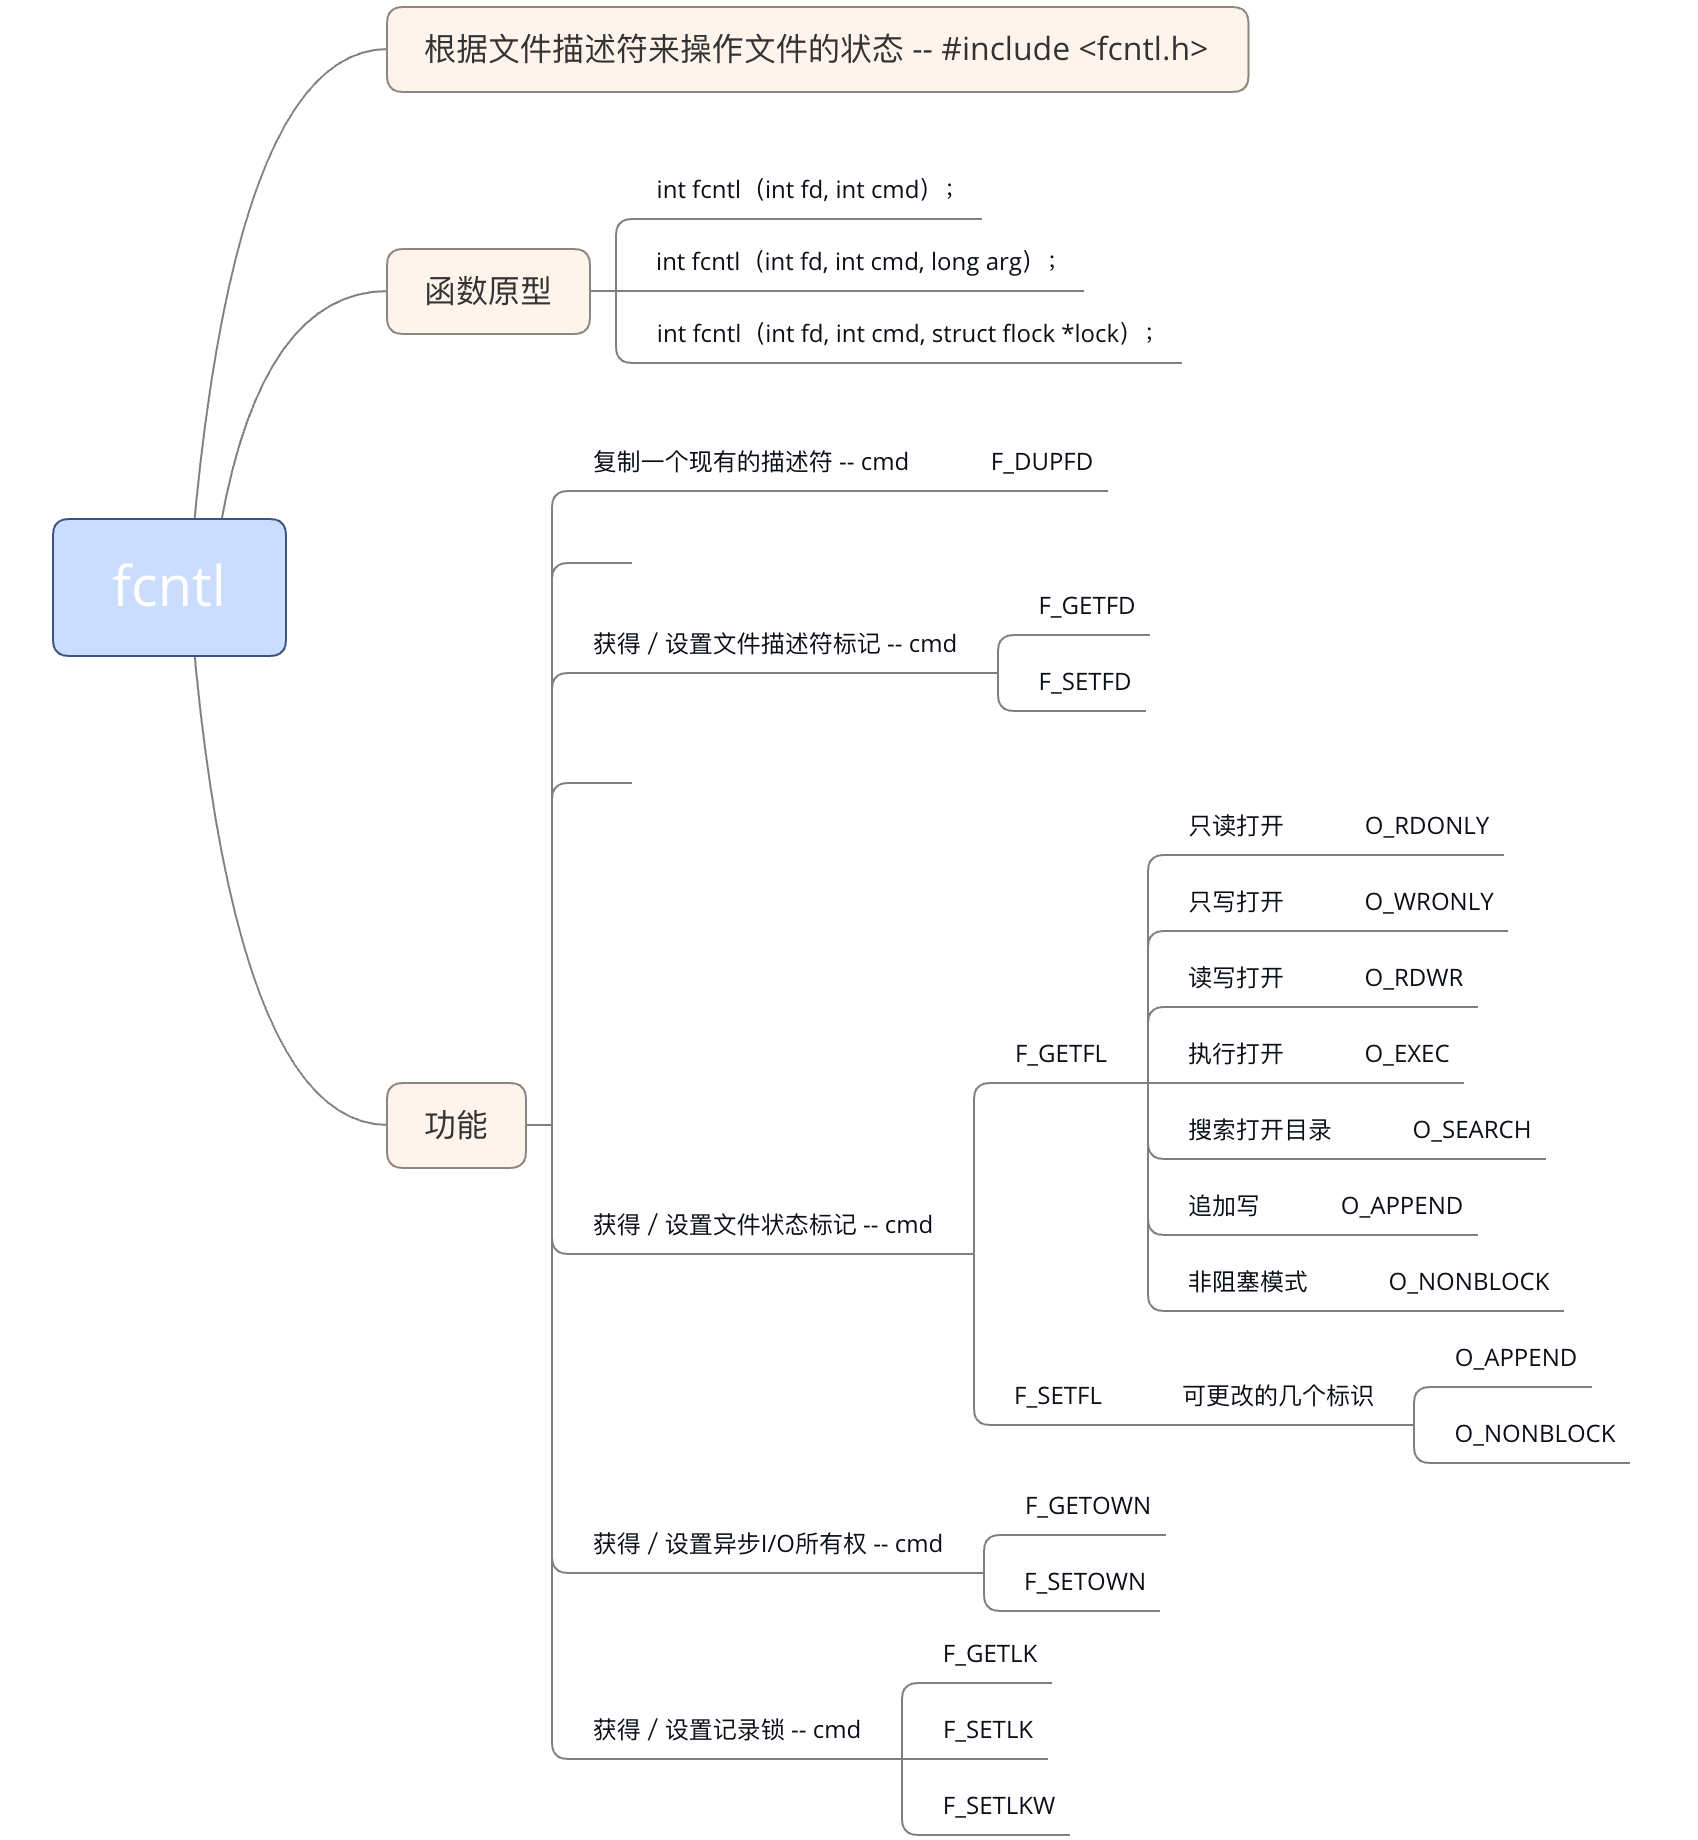 根据文件描述符来操作文件的状态 -- #include <fcntl.h>
int fcntl（int fd, int cmd）；
int fcntl（int fd, int cmd, long arg）；
函数原型
int fcntl（int fd, int cmd, struct flock *lock）；
复制一个现有的描述符 -- cmd F_DUPFD
fcntl
F_GETFD
获得 / 设置文件描述符标记 -- cmd
F_SETFD
只读打开 O_RDONLY
只写打开 O_WRONLY
读写打开 O_RDWR
F_GETFL 执行打开 O_EXEC
功能
搜索打开目录 O_SEARCH
追加写 O_APPEND
获得 / 设置文件状态标记 -- cmd
非阻塞模式 O_NONBLOCK
O_APPEND
F_SETFL 可更改的几个标识
O_NONBLOCK
F_GETOWN
获得 / 设置异步I/O所有权 -- cmd
F_SETOWN
F_GETLK
获得 / 设置记录锁 -- cmd F_SETLK
F_SETLKW